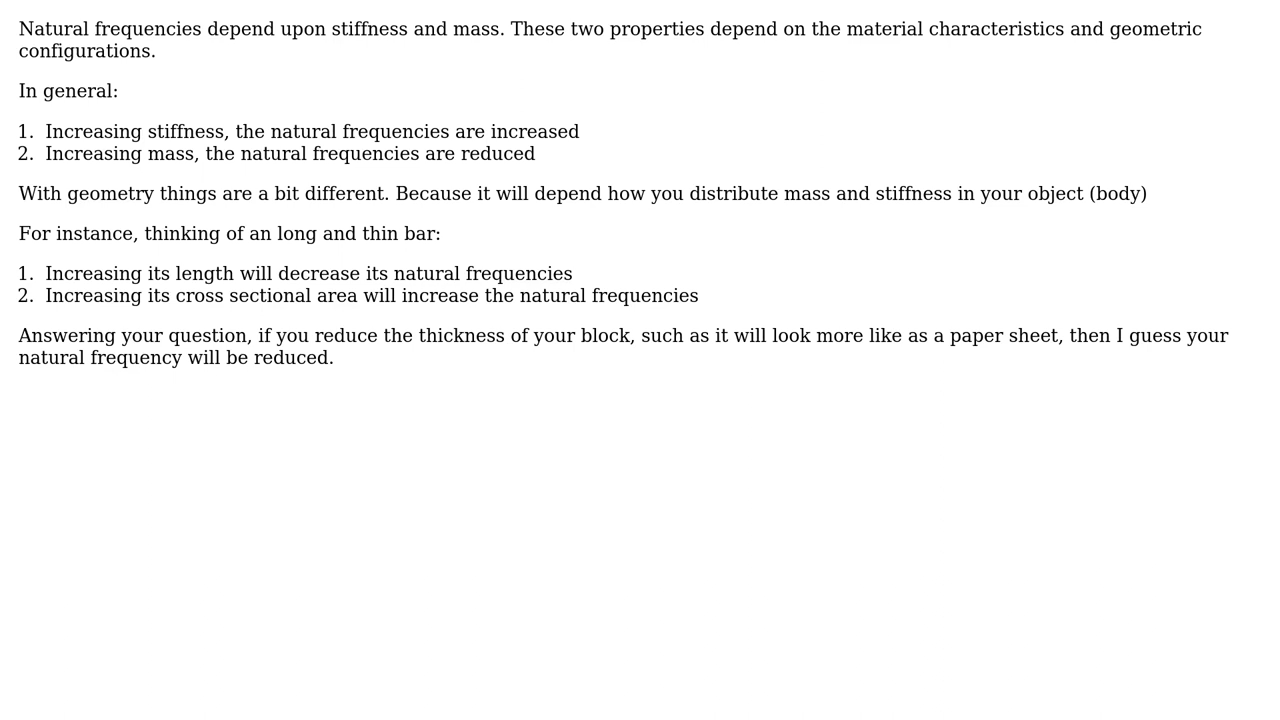 Natural frequencies depend upon stiffness and mass. These two properties depend on the material characteristics and geometric
configurations.
In general:
1. Increasing stiffness, the natural frequencies are increased
2. Increasing mass, the natural frequencies are reduced
With geometry things are a bit different. Because it will depend how you distribute mass and stiffness in your object (body)
For instance, thinking of an long and thin bar:
1. Increasing its length will decrease its natural frequencies
2. Increasing its cross sectional area will increase the natural frequencies
Answering your question, if you reduce the thickness of your block, such as it will look more like as a paper sheet, then I guess your
natural frequency will be reduced.